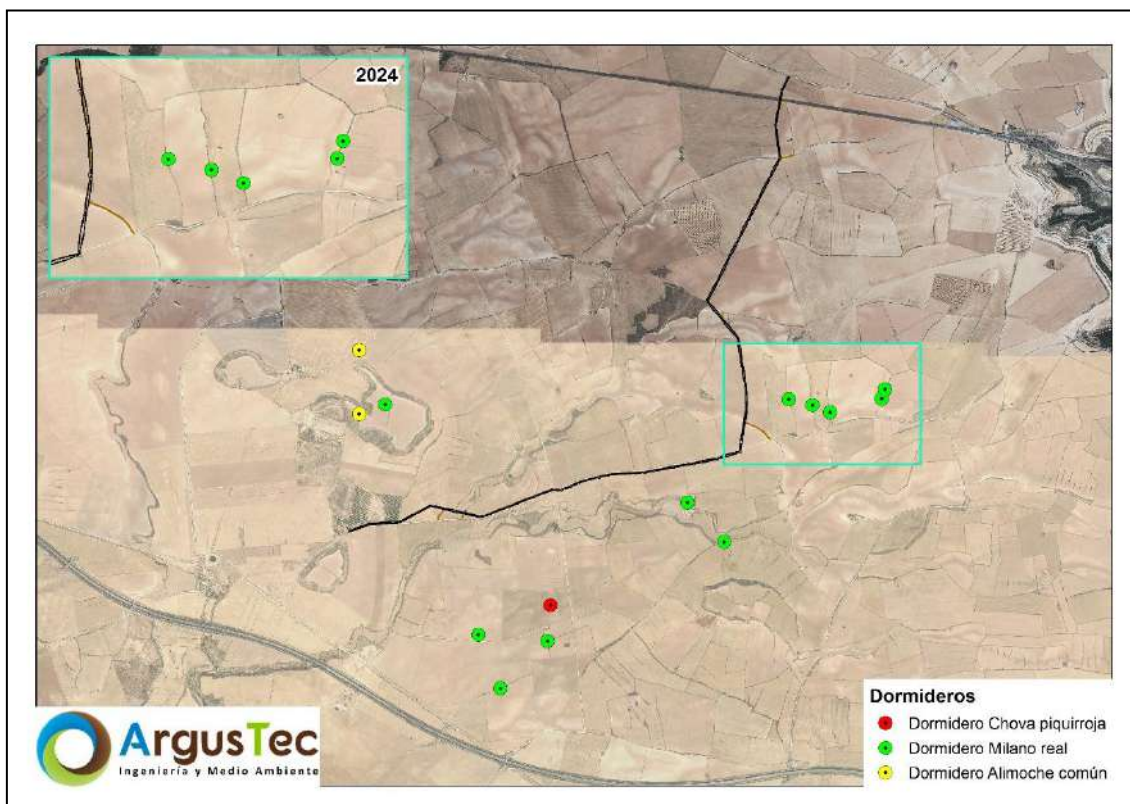 2024
Dormideros
Dormidero Chova piquirroja
Dormidero Milano real
Dormidero Alimoche común
ArgusTec
Ingeniería y Medio Ambiente